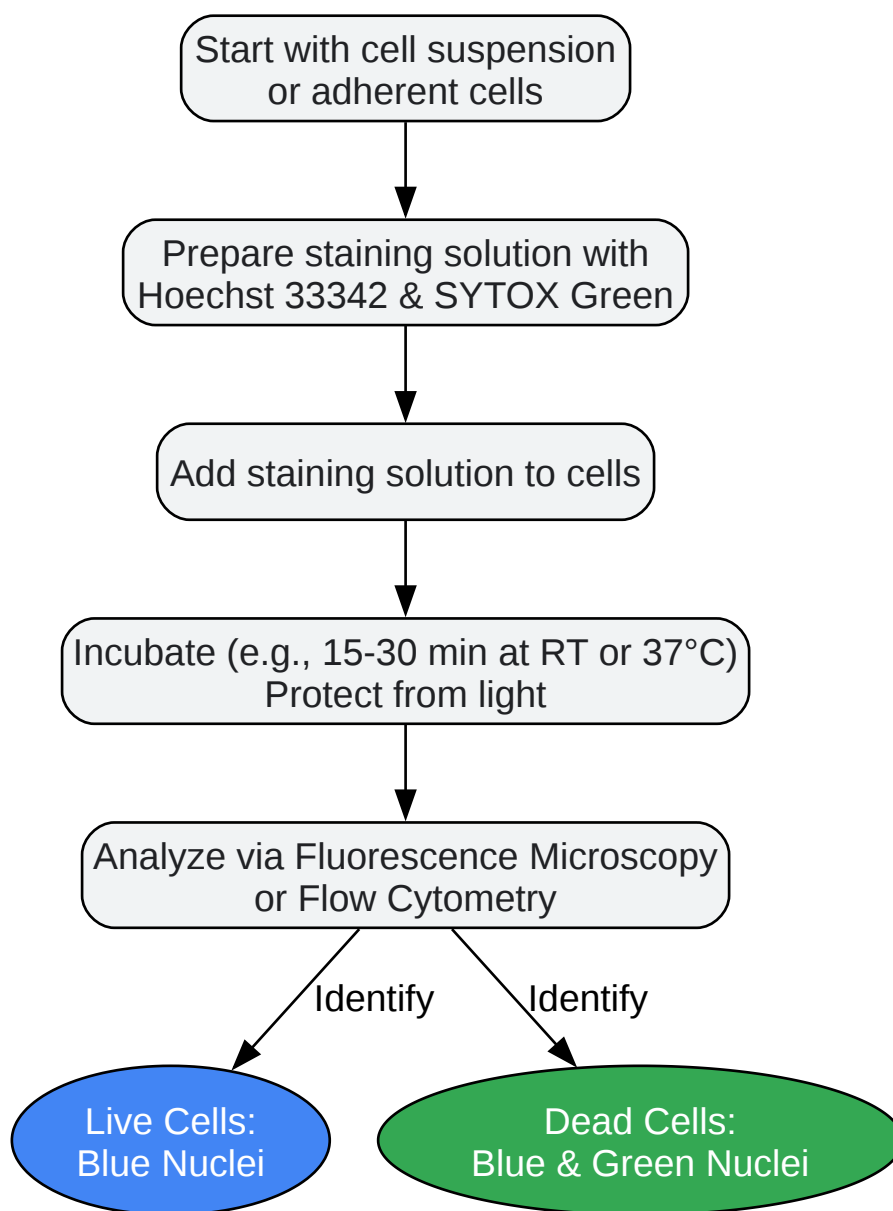 Start with cell suspension
or adherent cells
Prepare staining solution with
Hoechst 33342 & SYTOX Green
Add staining solution to cells
Incubate (e.g., 15-30 min at RT or 37°C)
Protect from light
Analyze via Fluorescence Microscopy
or Flow Cytometry
Identify
Identify
Live Cells:
Blue Nuclei
Dead Cells:
Blue & Green Nuclei